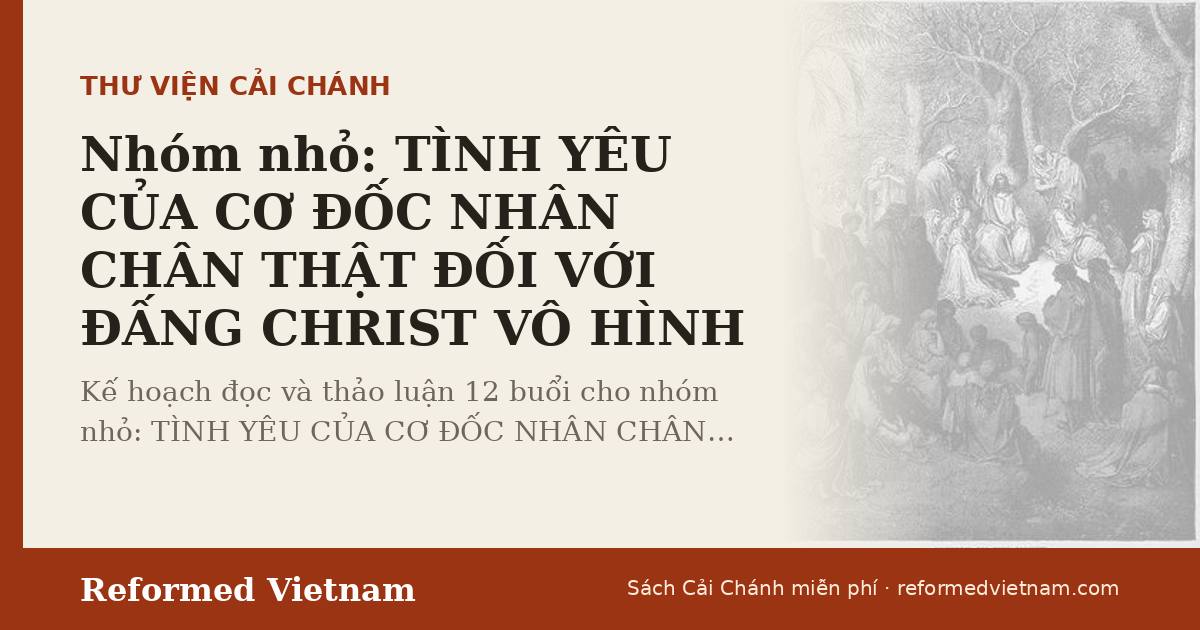 THƯ VIỆN CẢI CHÁNH
Nhóm nhỏ: TÌNH YÊU
CỦA CƠ ĐỐC NHÂN
CHÂN THẬT ĐỐI VỚI
ĐẤNG CHRIST VÔ HÌNH
Kế hoạch đọc và thảo luận 12 buổi cho nhóm
nhỏ: TÌNH YÊU CỦA CƠ ĐỐC NHÂN CHÂN...
Reformed Vietnam
Sách Cải Chánh miễn phí · reformedvietnam.com